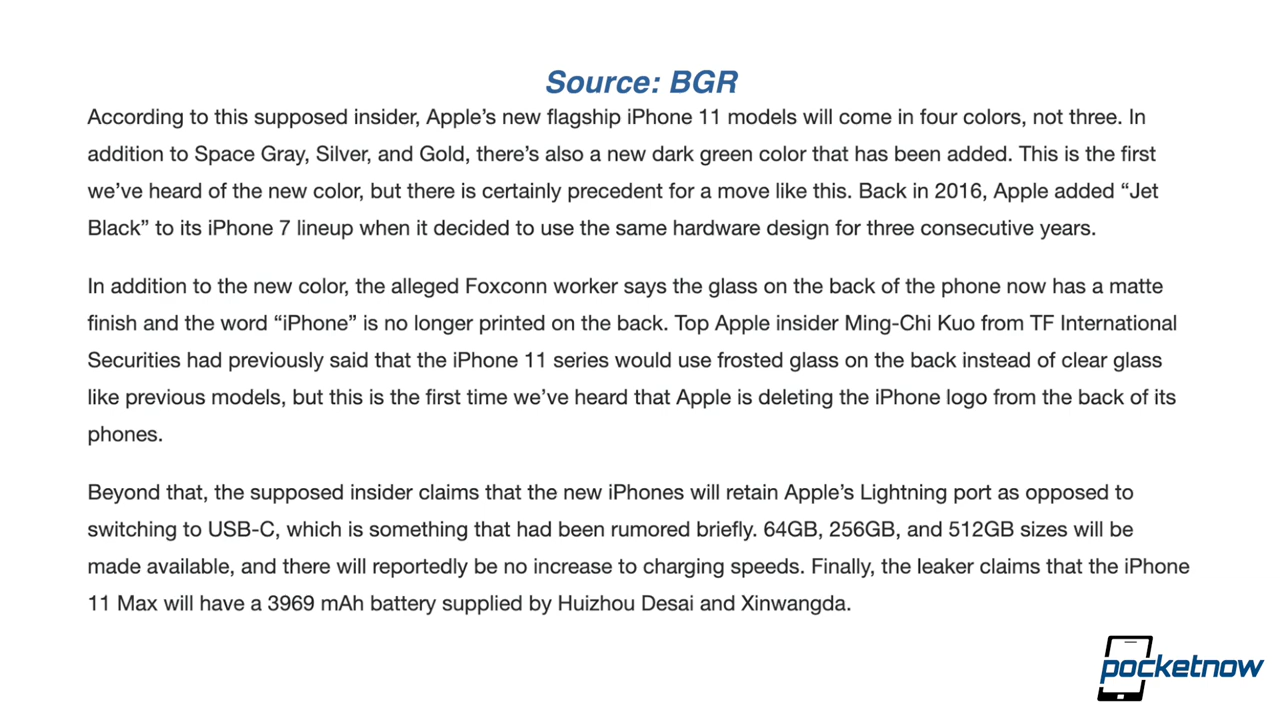 Source: BGR
According to this supposed insider, Apple’s new flagship iPhone 11 models will come in four colors, not three. In
addition to Space Gray, Silver, and Gold, there’s also a new dark green color that has been added. This is the first
we’ve heard of the new color, but there is certainly precedent for a move like this. Back in 2016, Apple added “Jet
Black” to its iPhone 7 lineup when it decided to use the same hardware design for three consecutive years.
In addition to the new color, the alleged Foxconn worker says the glass on the back of the phone now has a matte
finish and the word “iPhone” is no longer printed on the back. Top Apple insider Ming-Chi Kuo from TF International
Securities had previously said that the iPhone 11 series would use frosted glass on the back instead of clear glass
like previous models, but this is the first time we’ve heard that Apple is deleting the iPhone logo from the back of its
phones.
Beyond that, the supposed insider claims that the new iPhones will retain Apple’s Lightning port as opposed to
switching to USB-C, which is something that had been rumored briefly. 64GB, 256GB, and 512GB sizes will be
made available, and there will reportedly be no increase to charging speeds. Finally, the leaker claims that the iPhone
11 Max will have a 3969 mAh battery supplied by Huizhou Desai and Xinwangda.
pocketnow